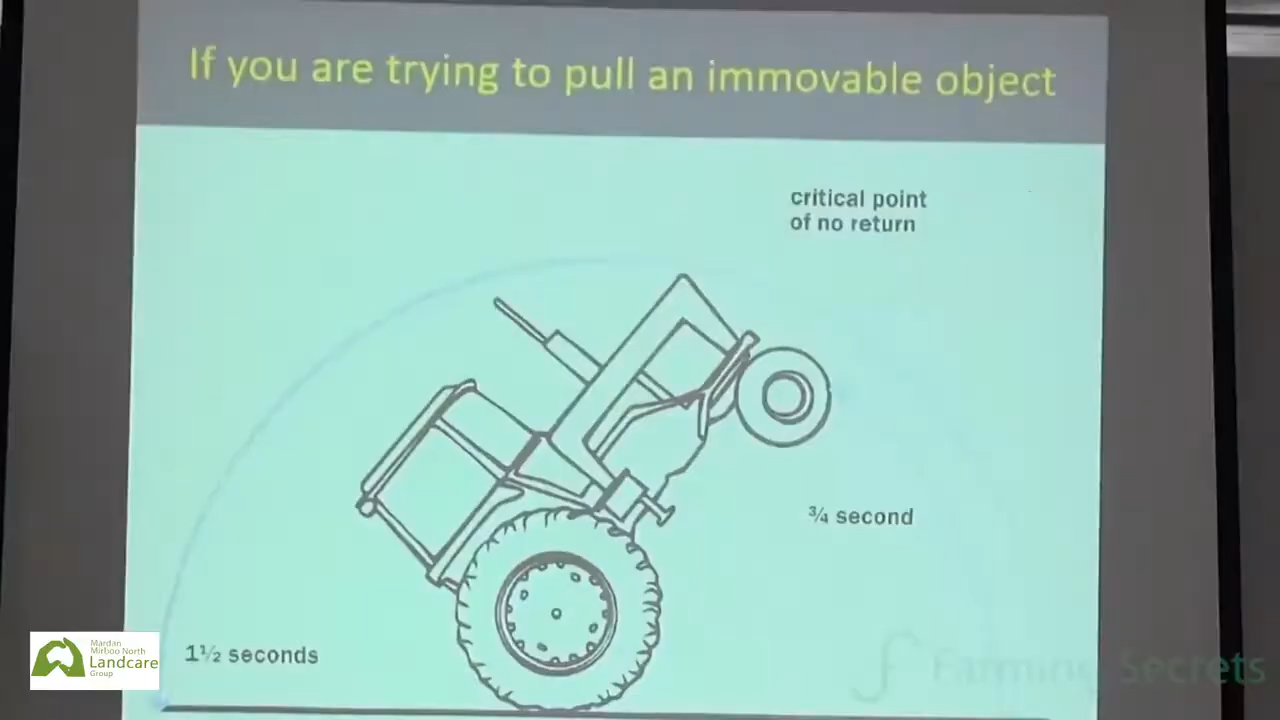 If you are trying to pull an immovable object
critical point
of no return
¾ second
1½ seconds
Mardan
Mirboo North
Landcare
Group
Farming Secrets